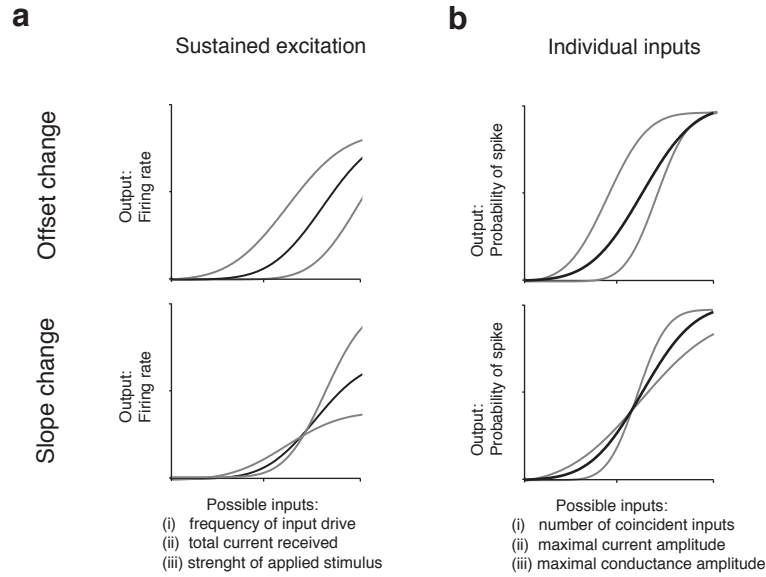 a
Sustained excitation
b
Individual inputs
Offset change
Output:
Firing rate
Output:
Probability of spike
Slope change
Output:
Firing rate
Output:
Probability of spike
Possible inputs:
(i) frequency of input drive
(ii) total current received
(iii) strenght of applied stimulus
Possible inputs:
(i) number of coincident inputs
(ii) maximal current amplitude
(iii) maximal conductance amplitude